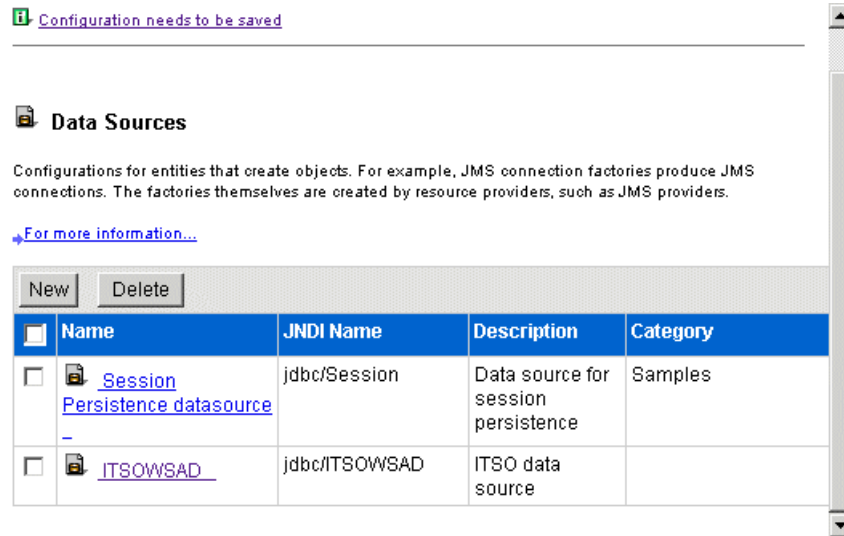 Configuration needs to be saved
Data Sources
Configurations for entities that create objects. For example, JMS connection factories produce JMS
connections. The factories themselves are created by resource providers, such as JMS providers.
For more information...
New Delete
Name JNDI Name Description Category
Session jdbc/Session Data source for Samples
Persistence datasource session
persistence
ITSOWSAD jdbc/ITSOWSAD ITSO data
source